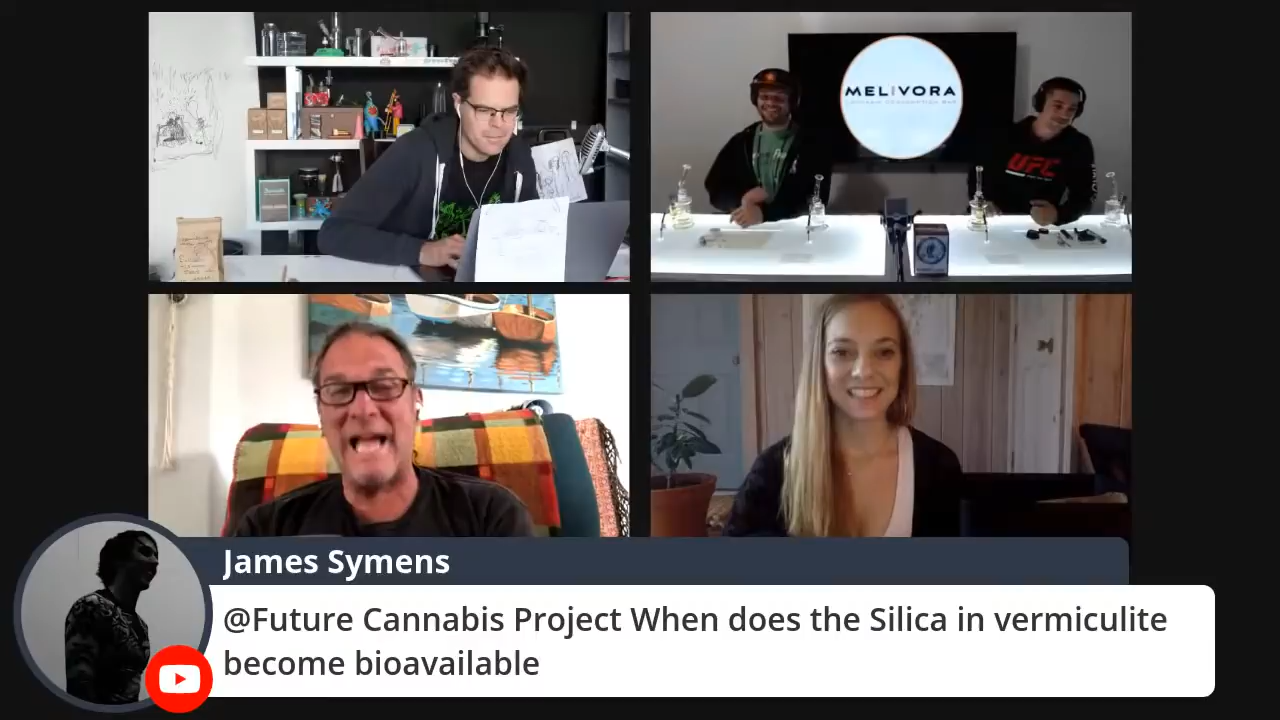 MELIVORA
UFC
James Symens
@Future Cannabis Project When does the Silica in vermiculite
become bioavailable